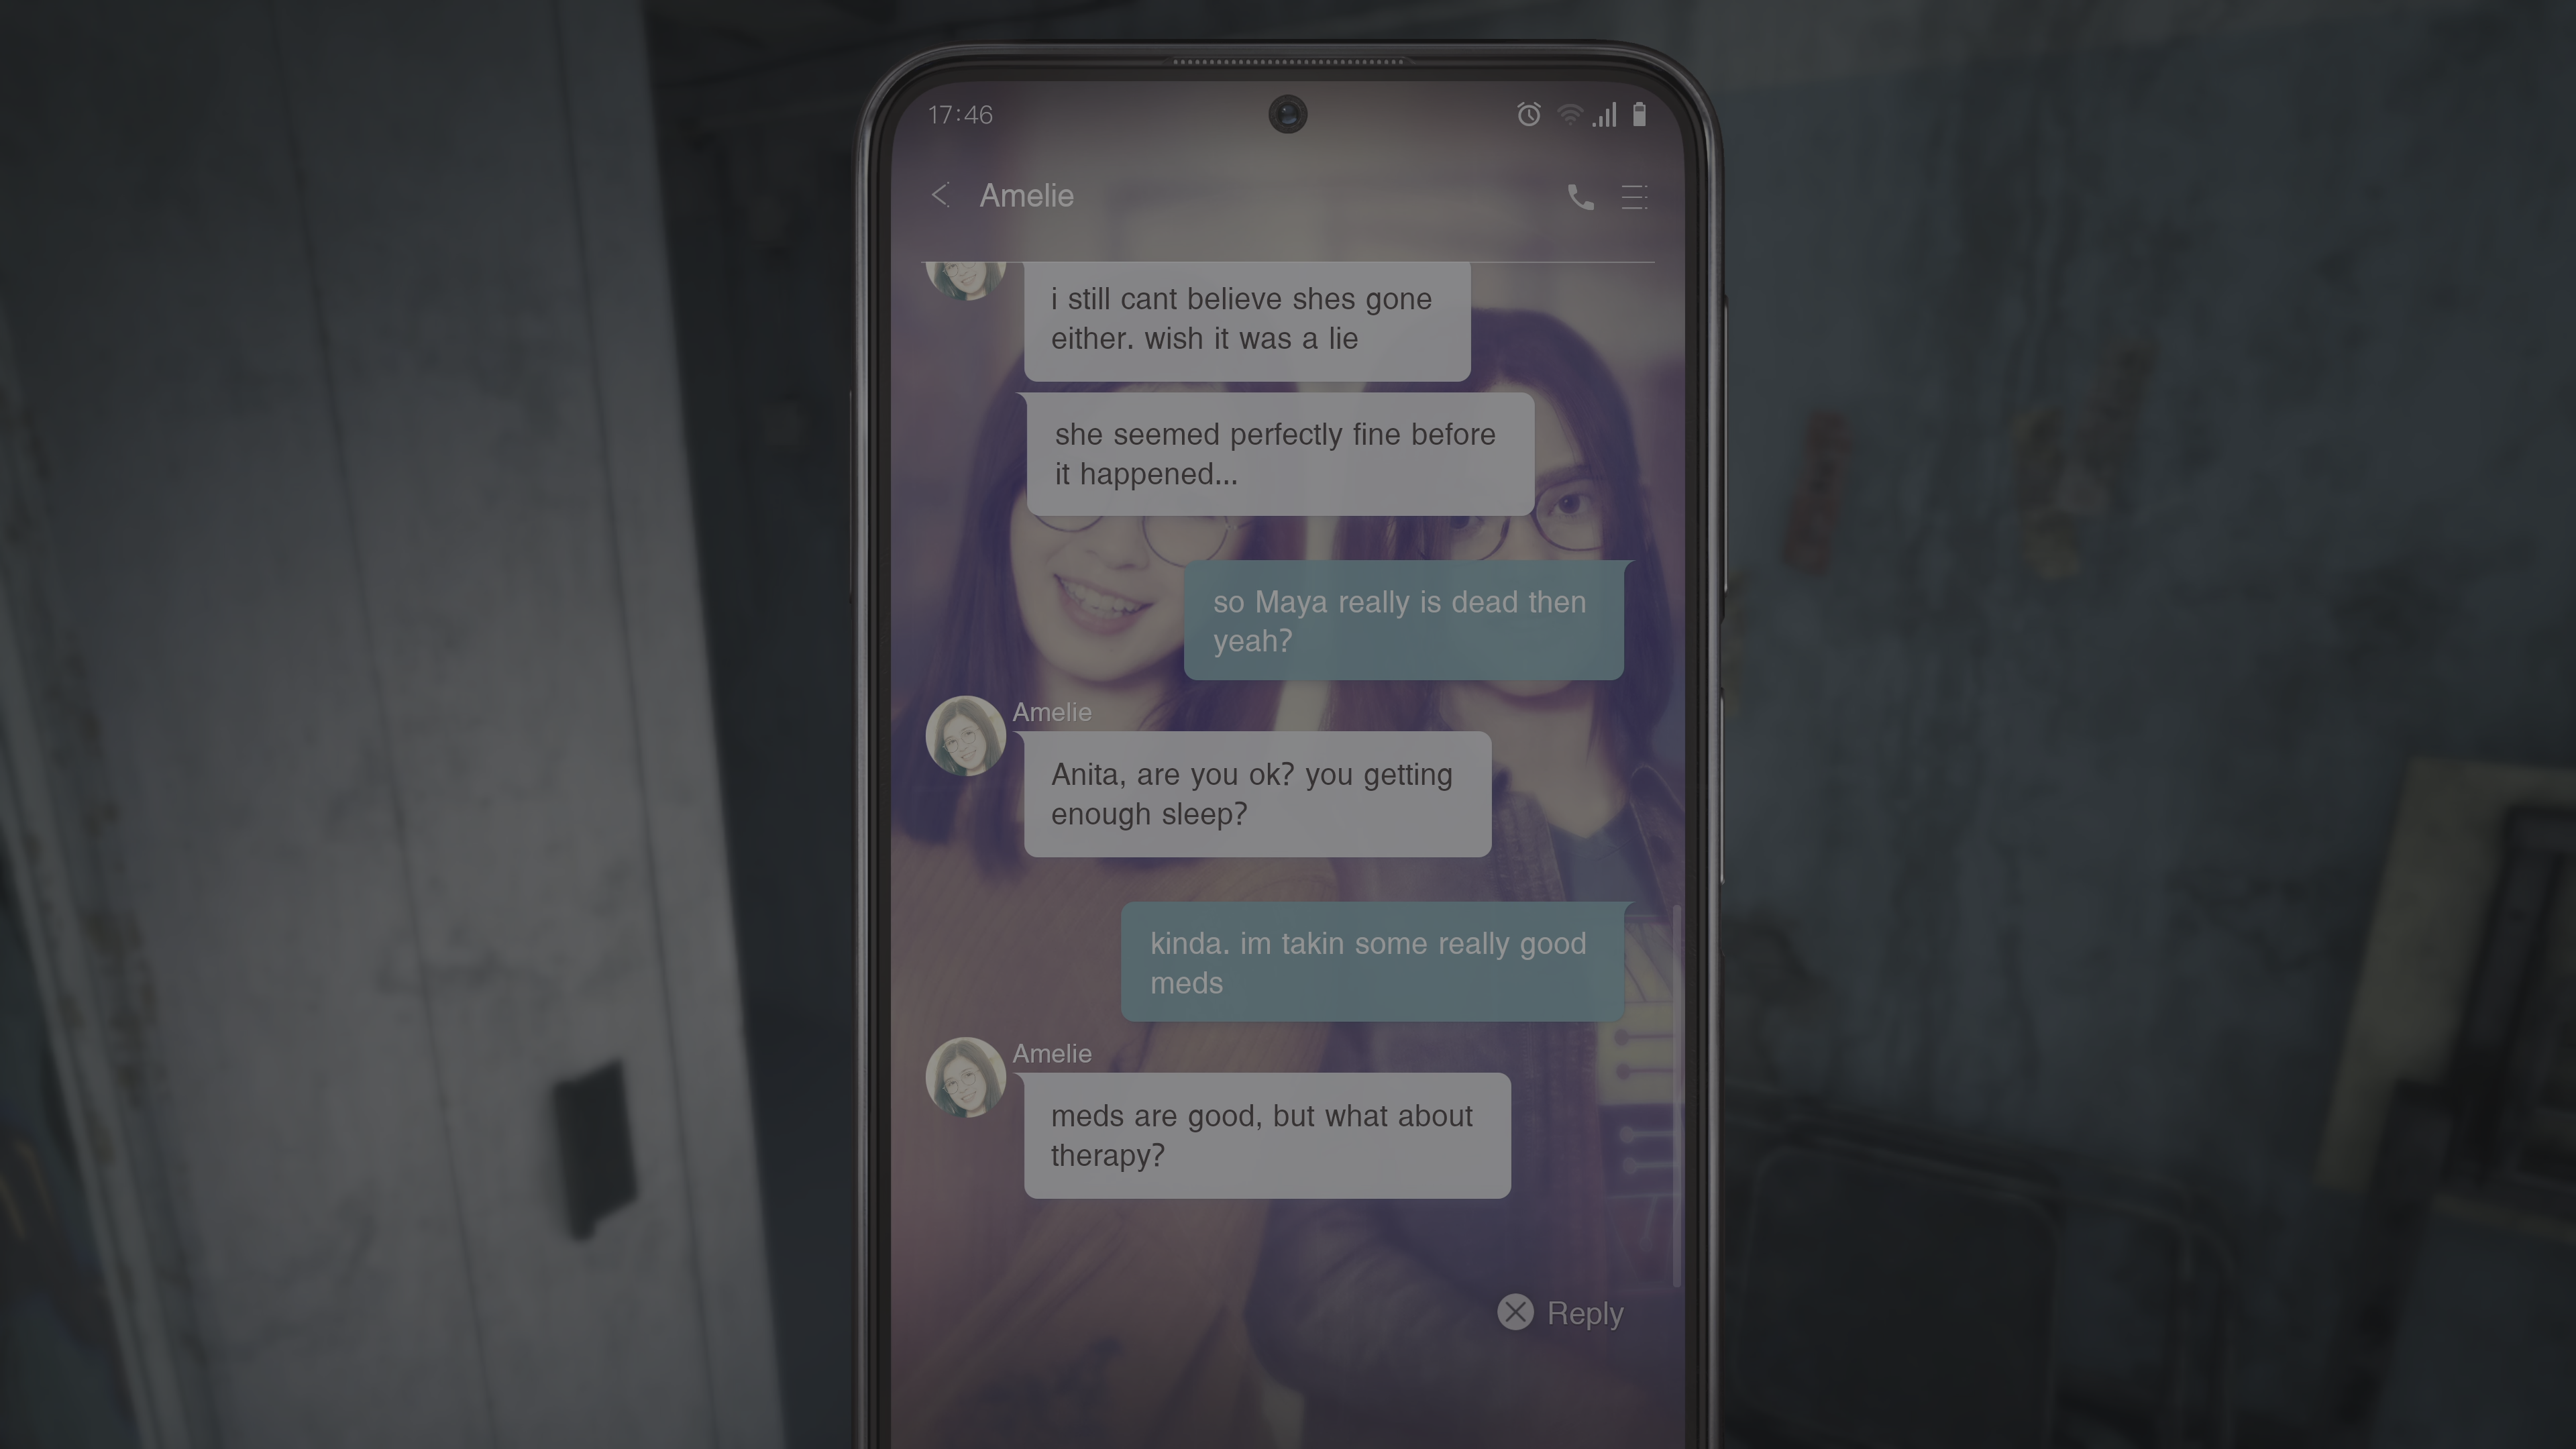 17:46
Amelie
i still cant believe shes gone
either. wish it was a lie
she seemed perfectly fine before
it happened...
so Maya really is dead then
yeah?
Amelie
Anita, are you ok? you getting
enough sleep?
kinda. im takin some really good
meds
Amelie
meds are good, but what about
therapy?
Reply